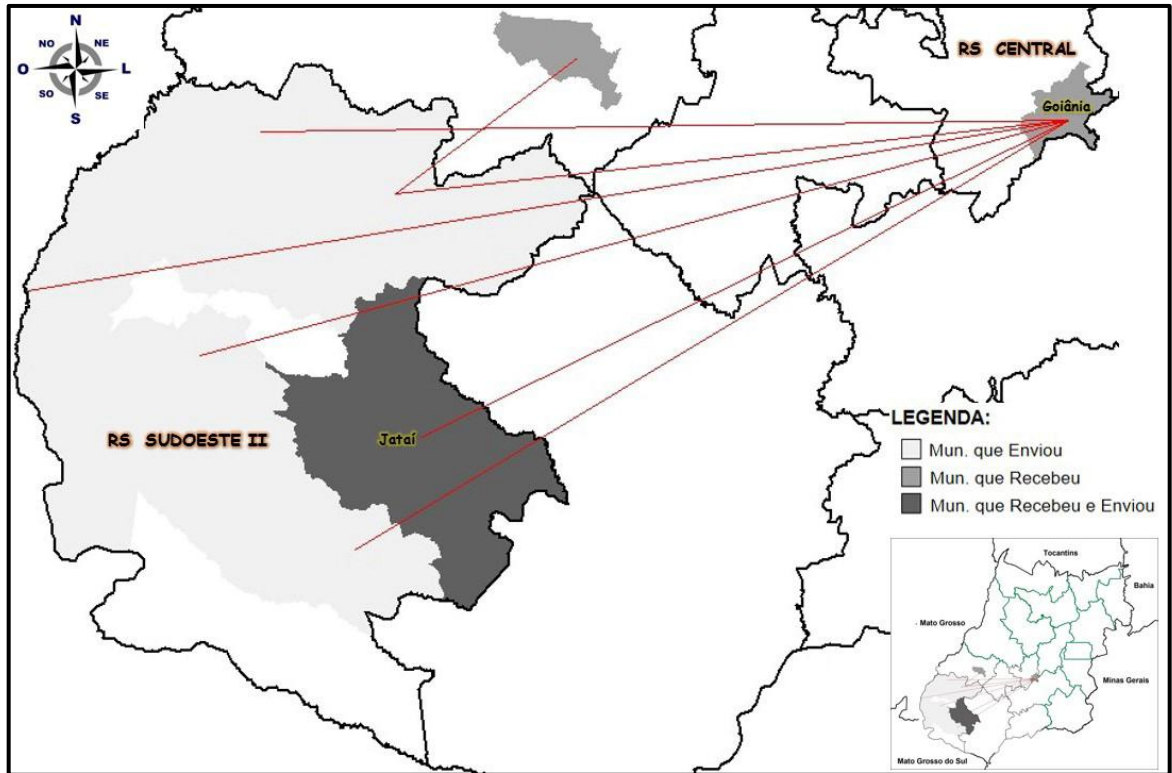 N
NO NE
O L
SO SE
S
RS CENTRAL
Goiânia
RS SUDOESTE II
Jataí
LEGENDA:
Mun. que Enviou
Mun. que Recebeu
Mun. que Recebeu e Enviou
Tocantins
Bahia
Mato Grosso
Minas Gerais
Mato Grosso do Sul